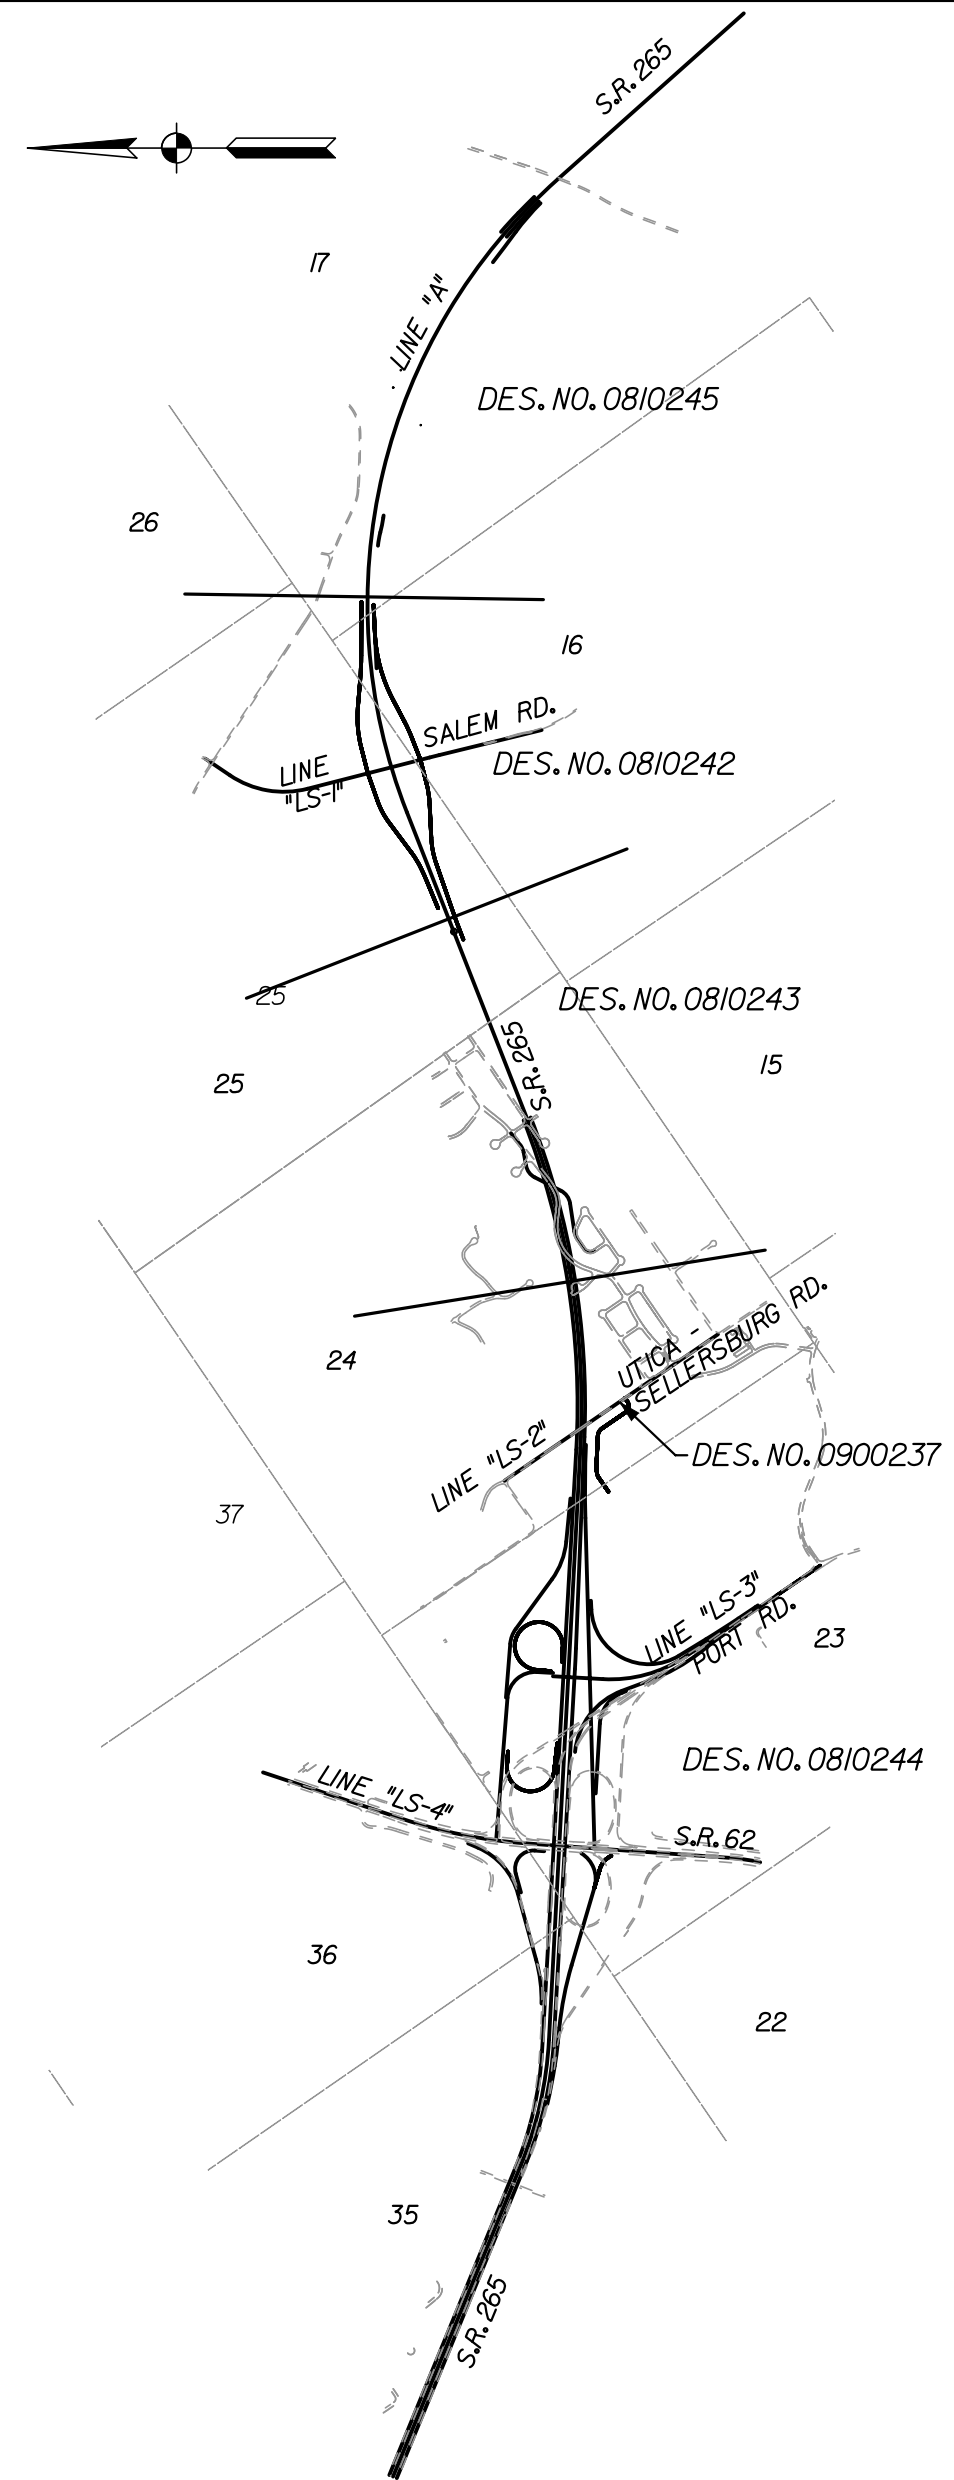 S.R. 265
17
LINE "A"
DES. NO. 0810245
26
16
SALEM RD.
LINE
"LS-1"
DES. NO. 0810242
25
DES. NO. 0810243
S.R. 265
15
25
24
UTICA -
SELLERSBURG RD.
LINE "LS-2"
DES. NO. 0900237
37
LINE "LS-3"
PORT RD.
23
DES. NO. 0810244
LINE "LS-4"
S.R. 62
36
22
35
S.R. 265